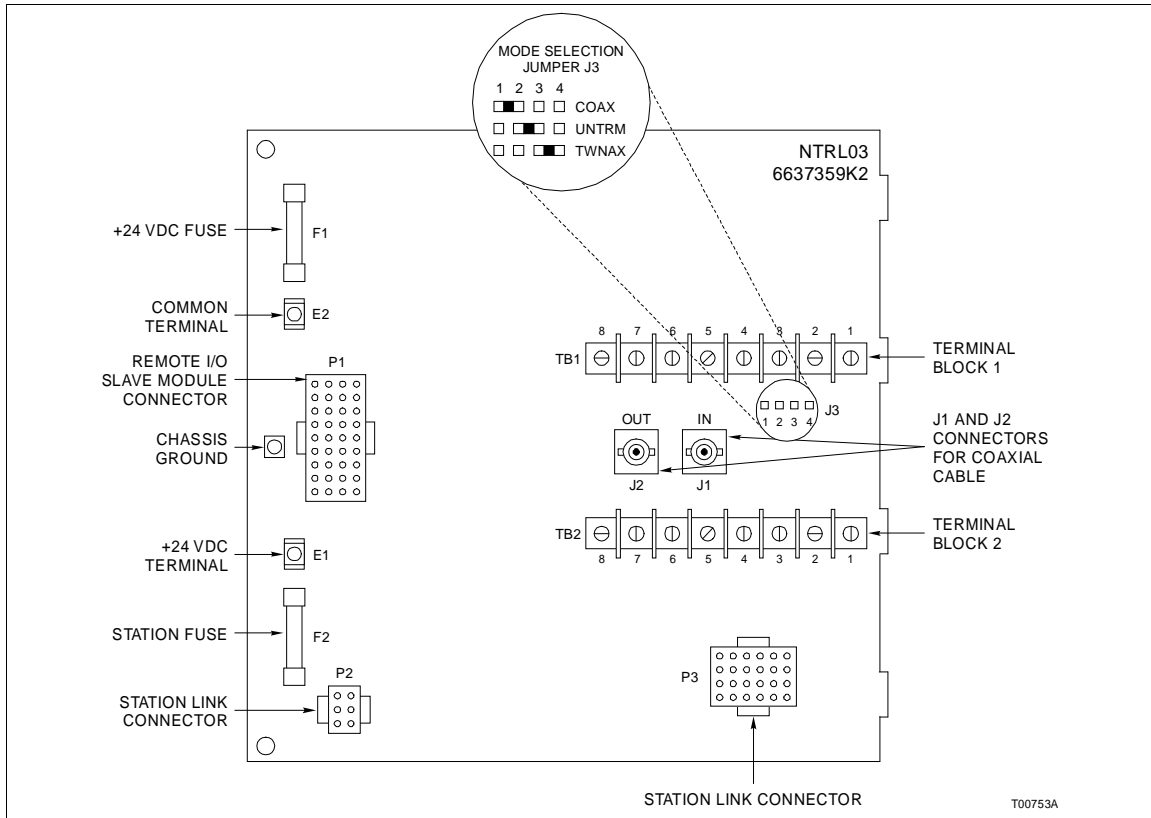 MODE SELECTION
JUMPER J3
1 2 3 4
COAX
UNTRM
TWNAX
NTRL03
6637359K2
+24 VDC FUSE
F1
COMMON
TERMINAL
E2
REMOTE I/O
SLAVE MODULE
CONNECTOR
P1
CHASSIS
GROUND
+24 VDC
TERMINAL
E1
STATION FUSE
F2
STATION LINK
CONNECTOR
P2
8 7 6 5 4 3 2 1
TB1
TERMINAL
BLOCK 1
J3
1 2 3 4
OUT
IN
J2
J1
J1 AND J2
CONNECTORS
FOR COAXIAL
CABLE
TB2
8 7 6 5 4 3 2 1
TERMINAL
BLOCK 2
P3
STATION LINK CONNECTOR
T00753A